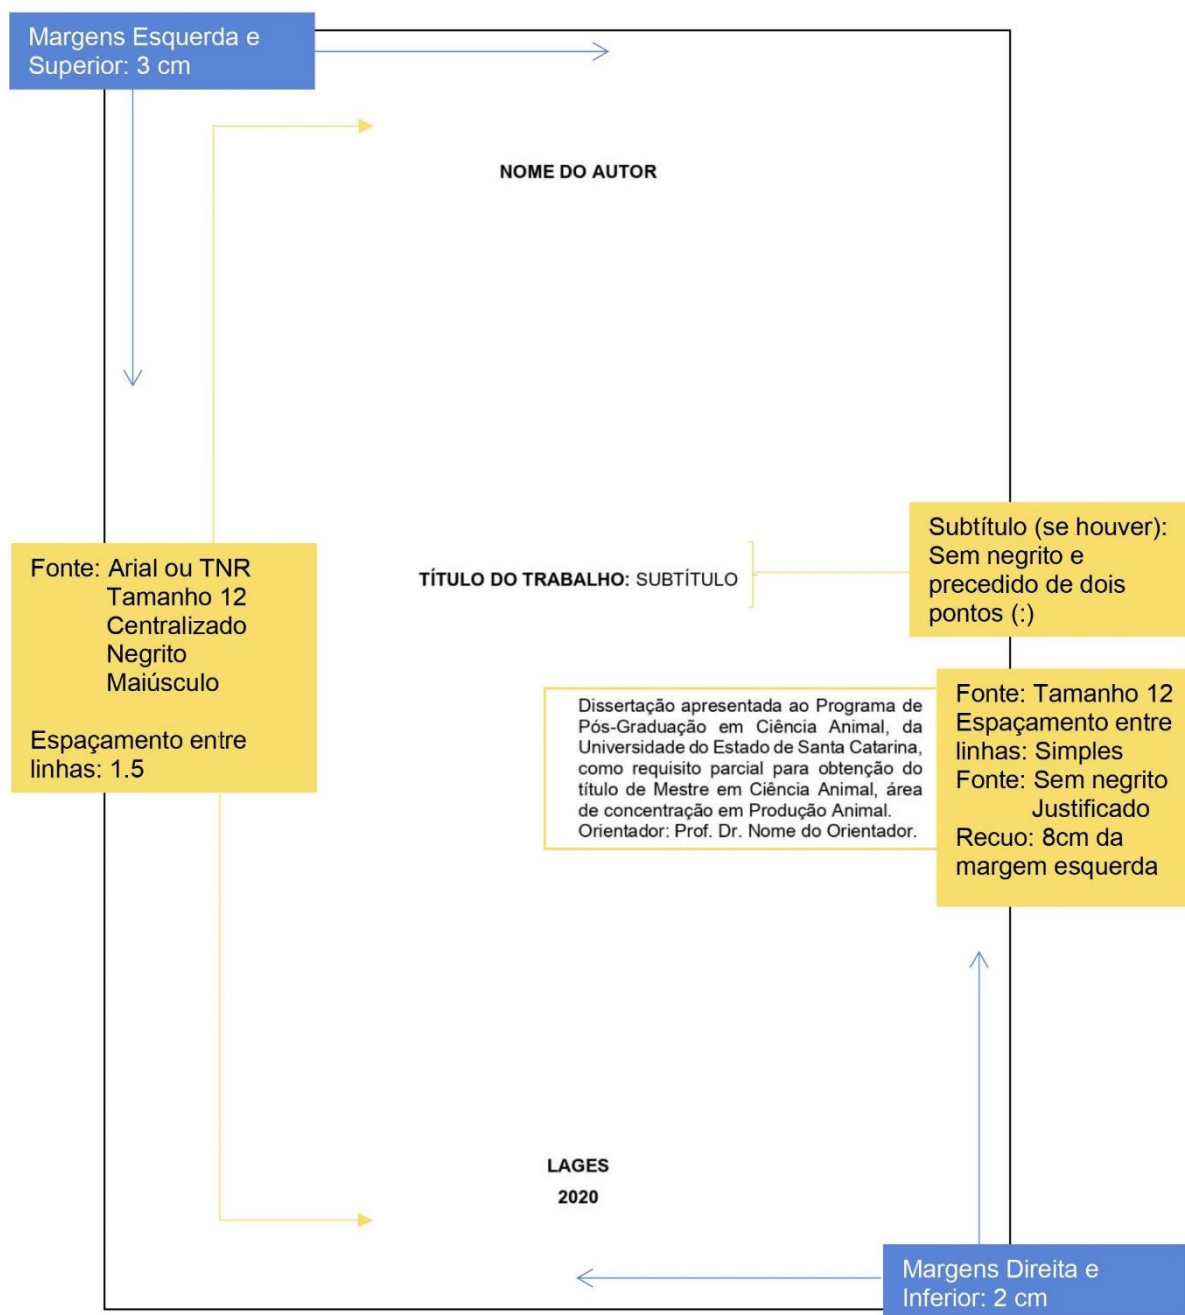 Margens Esquerda e
Superior: 3 cm
NOME DO AUTOR
Fonte: Arial ou TNR
Tamanho 12
Centralizado
Negrito
Maiúsculo
Espaçamento entre
linhas: 1.5
TÍTULO DO TRABALHO: SUBTÍTULO
Subtítulo (se houver):
Sem negrito e
precedido de dois
pontos (:)
Dissertação apresentada ao Programa de
Pós-Graduação em Ciência Animal, da
Universidade do Estado de Santa Catarina,
como requisito parcial para obtenção do
título de Mestre em Ciência Animal, área
de concentração em Produção Animal.
Orientador: Prof. Dr. Nome do Orientador.
Fonte: Tamanho 12
Espaçamento entre
linhas: Simples
Fonte: Sem negrito
Justificado
Recuo: 8cm da
margem esquerda
LAGES
2020
Margens Direita e
Inferior: 2 cm